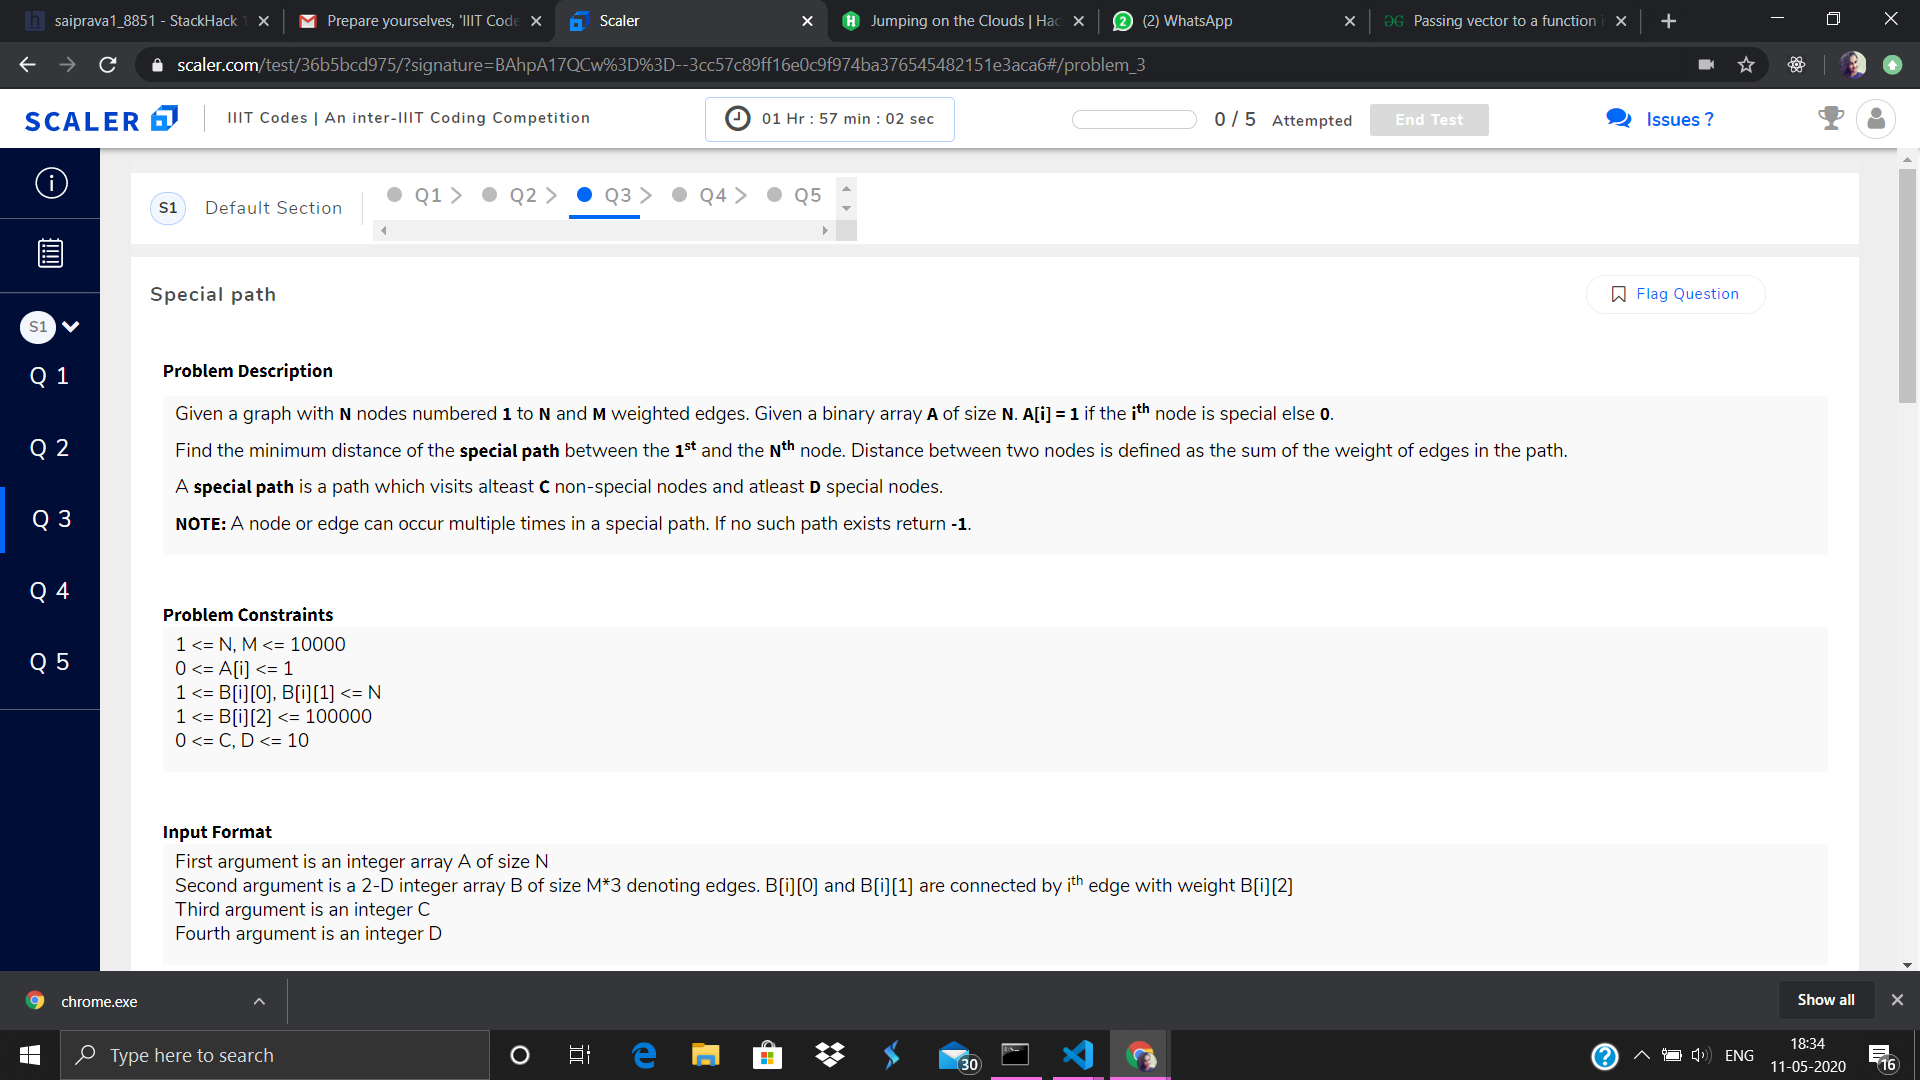 saiprava1_8851 - StackHack
Prepare yourselves, 'IIIT Code
Scaler
Jumping on the Clouds | Hac
(2) WhatsApp
Passing vector to a function
scaler.com/test/36b5bcd975/?signature=BAhpA17QCw%3D%3D--3cc57c89ff16e0c9f974ba376545482151e3aca6#/problem_3
SCALER
IIIT Codes | An inter-IIIT Coding Competition
01 Hr : 57 min : 02 sec
0 / 5 Attempted
End Test
Issues ?
S1 Default Section
Q1 Q2 Q3 Q4 Q5
S1
Q 1
Q 2
Q 3
Q 4
Q 5
Special path
Flag Question
Problem Description
Given a graph with N nodes numbered 1 to N and M weighted edges. Given a binary array A of size N. A[i] = 1 if the ith node is special else 0.
Find the minimum distance of the special path between the 1st and the Nth node. Distance between two nodes is defined as the sum of the weight of edges in the path.
A special path is a path which visits alteast C non-special nodes and atleast D special nodes.
NOTE: A node or edge can occur multiple times in a special path. If no such path exists return -1.
Problem Constraints
1 <= N, M <= 10000
0 <= A[i] <= 1
1 <= B[i][0], B[i][1] <= N
1 <= B[i][2] <= 100000
0 <= C, D <= 10
Input Format
First argument is an integer array A of size N
Second argument is a 2-D integer array B of size M*3 denoting edges. B[i][0] and B[i][1] are connected by ith edge with weight B[i][2]
Third argument is an integer C
Fourth argument is an integer D
chrome.exe
Show all
Type here to search
30
ENG
18:34
11-05-2020
16